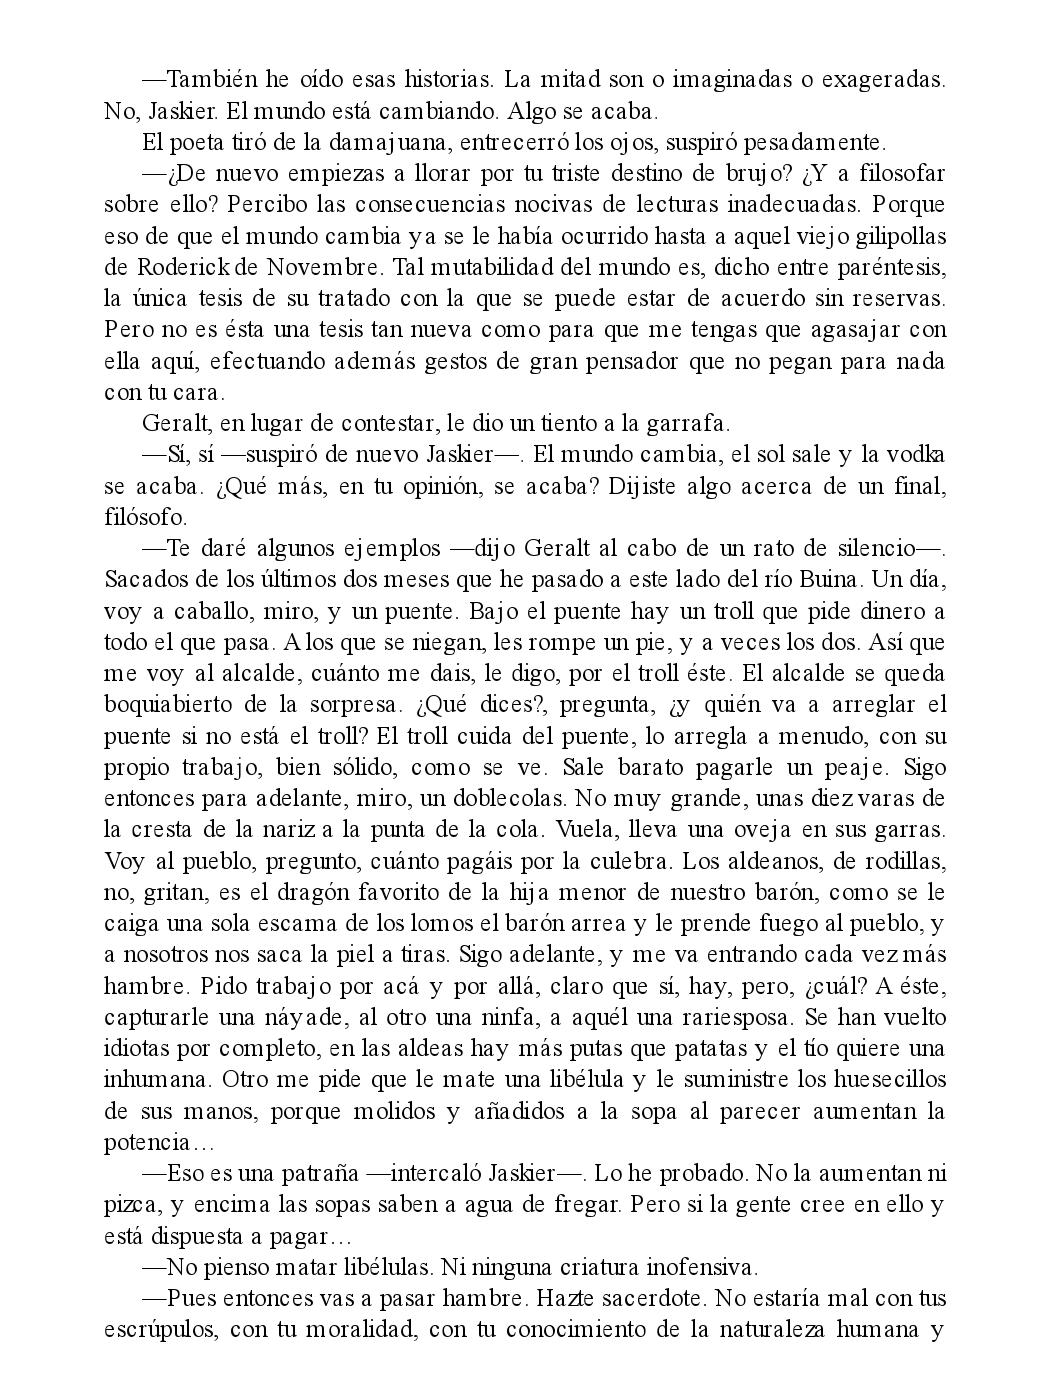 —También he oído esas historias. La mitad son o imaginadas o exageradas.
No, Jaskier. El mundo está cambiando. Algo se acaba.
El poeta tiró de la damajuana, entrecerró los ojos, suspiró pesadamente.
—¿De nuevo empiezas a llorar por tu triste destino de brujo? ¿Y a filosofar
sobre ello? Percibo las consecuencias nocivas de lecturas inadecuadas. Porque
eso de que el mundo cambia ya se le había ocurrido hasta a aquel viejo gilipollas
de Roderick de Novembre. Tal mutabilidad del mundo es, dicho entre paréntesis,
la única tesis de su tratado con la que se puede estar de acuerdo sin reservas.
Pero no es ésta una tesis tan nueva como para que me tengas que agasajar con
ella aquí, efectuando además gestos de gran pensador que no pegan para nada
con tu cara.
Geralt, en lugar de contestar, le dio un tiento a la garrafa.
—Sí, sí —suspiró de nuevo Jaskier—. El mundo cambia, el sol sale y la vodka
se acaba. ¿Qué más, en tu opinión, se acaba? Dijiste algo acerca de un final,
filósofo.
—Te daré algunos ejemplos —dijo Geralt al cabo de un rato de silencio—.
Sacados de los últimos dos meses que he pasado a este lado del río Buina. Un día,
voy a caballo, miro, y un puente. Bajo el puente hay un troll que pide dinero a
todo el que pasa. A los que se niegan, les rompe un pie, y a veces los dos. Así que
me voy al alcalde, cuánto me dais, le digo, por el troll éste. El alcalde se queda
boquiabierto de la sorpresa. ¿Qué dices?, pregunta, ¿y quién va a arreglar el
puente si no está el troll? El troll cuida del puente, lo arregla a menudo, con su
propio trabajo, bien sólido, como se ve. Sale barato pagarle un peaje. Sigo
entonces para adelante, miro, un doblecolas. No muy grande, unas diez varas de
la cresta de la nariz a la punta de la cola. Vuela, lleva una oveja en sus garras.
Voy al pueblo, pregunto, cuánto pagáis por la culebra. Los aldeanos, de rodillas,
no, gritan, es el dragón favorito de la hija menor de nuestro barón, como se le
caiga una sola escama de los lomos el barón arrea y le prende fuego al pueblo, y
a nosotros nos saca la piel a tiras. Sigo adelante, y me va entrando cada vez más
hambre. Pido trabajo por acá y por allá, claro que sí, hay, pero, ¿cuál? A éste,
capturarle una náyade, al otro una ninfa, a aquél una rariesposa. Se han vuelto
idiotas por completo, en las aldeas hay más putas que patatas y el tío quiere una
inhumana. Otro me pide que le mate una libélula y le suministre los huesecillos
de sus manos, porque molidos y añadidos a la sopa al parecer aumentan la
potencia…
—Eso es una patraña —intercaló Jaskier—. Lo he probado. No la aumentan ni
pizca, y encima las sopas saben a agua de fregar. Pero si la gente cree en ello y
está dispuesta a pagar…
—No pienso matar libélulas. Ni ninguna criatura inofensiva.
—Pues entonces vas a pasar hambre. Hazte sacerdote. No estaría mal con tus
escrúpulos, con tu moralidad, con tu conocimiento de la naturaleza humana y